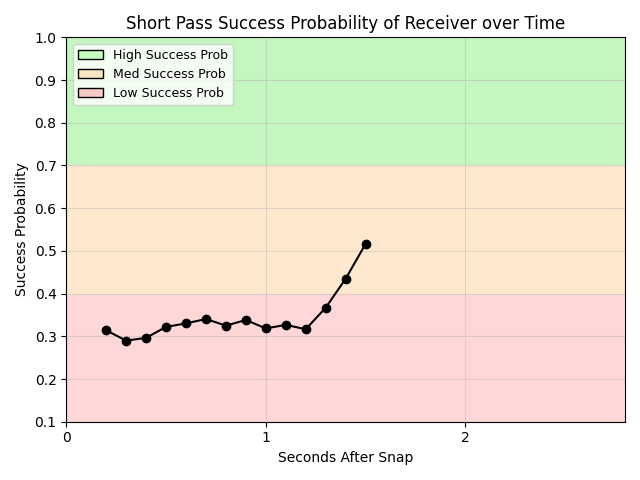 Short Pass Success Probability of Receiver over Time
1.0
High Success Prob
Med Success Prob
Low Success Prob
0.9
0.8
0.7
0.6
0.5
0.4
0.3
0.2
0.1
Success Probability
0
1
2
Seconds After Snap